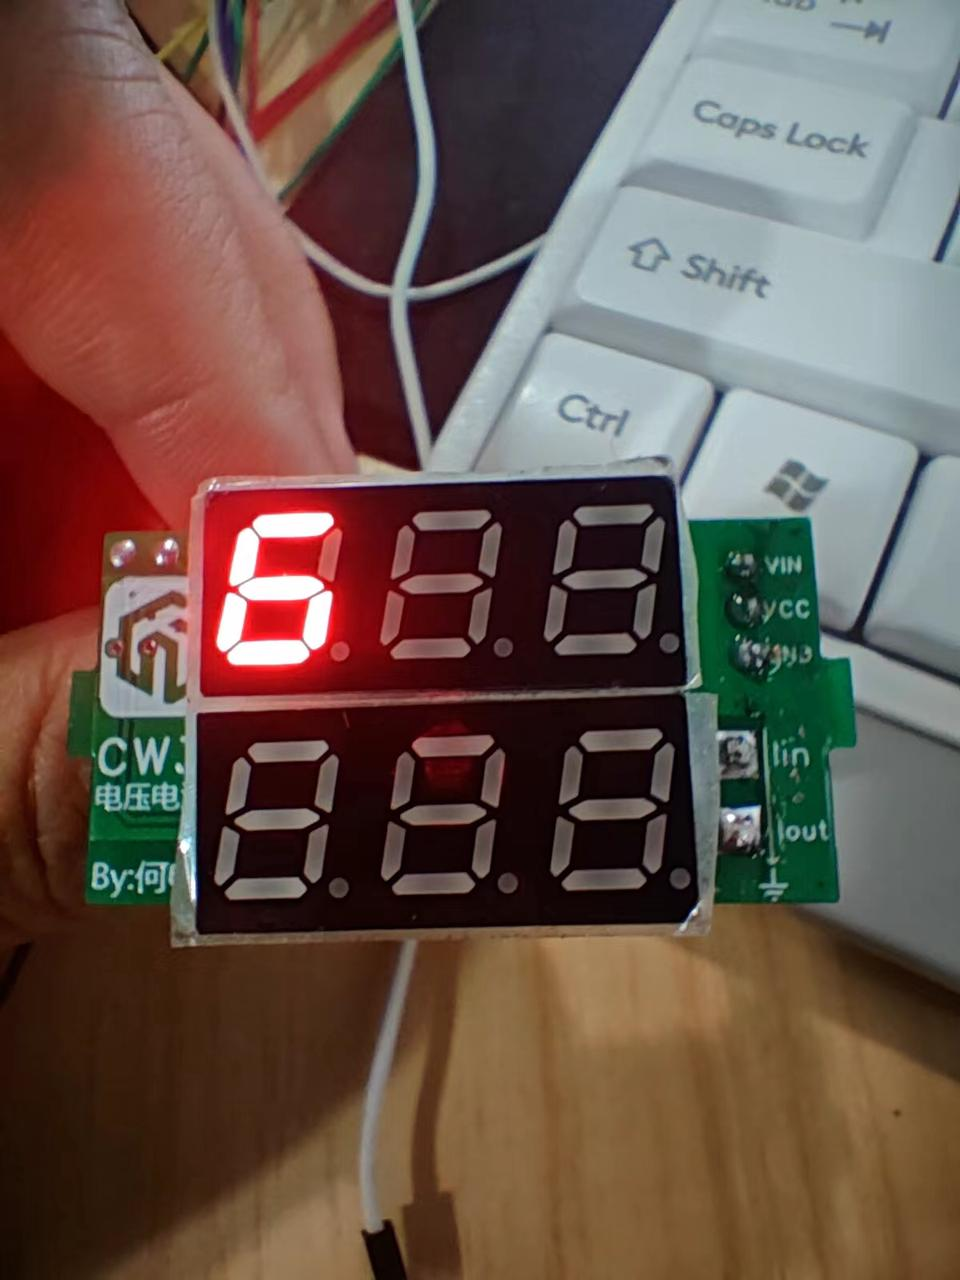 Caps Lock
Shift
Ctrl
6
VIN
VCC
CWJ
电压电
Iin
Iout
By:何